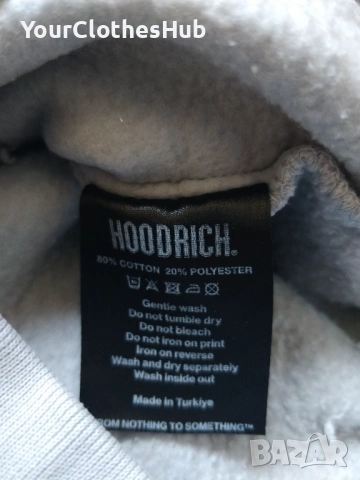 YourClothesHub
HOODRICH.
80% COTTON 20% POLYESTER
Gentle wash
Do not tumble dry
Do not bleach
Do not iron on print
Iron on reverse
Wash and dry separately
Wash inside out
Made in Turkiye
FROM NOTHING TO SOMETHING™
BAZAR